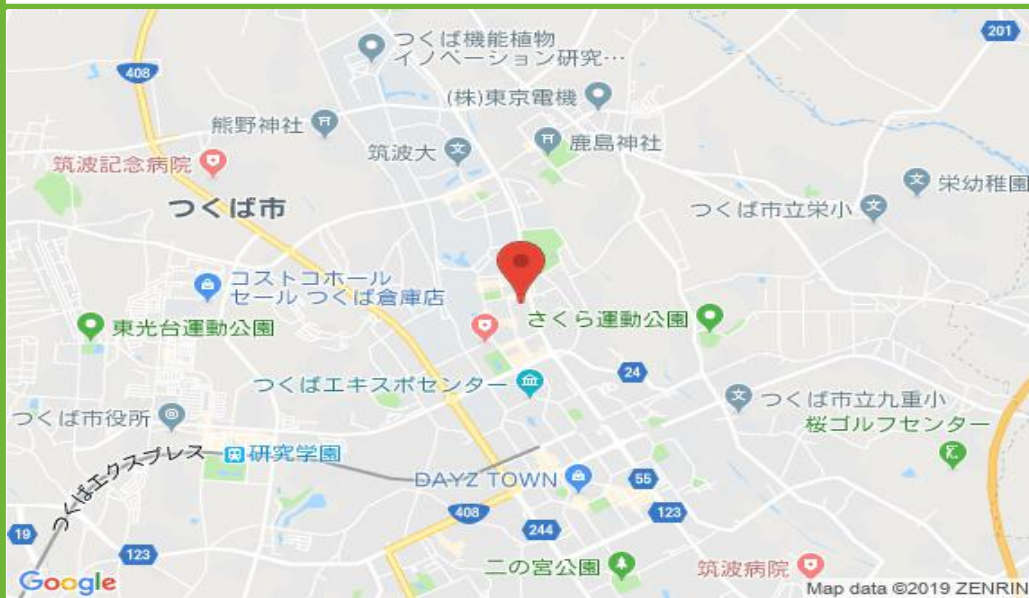 201
つくば機能植物
イノベーション研究…
408
(株)東京電機
熊野神社
鹿島神社
筑波大
筑波記念病院
栄幼稚園
つくば市
つくば市立栄小
コストコホール
セール つくば倉庫店
さくら運動公園
東光台運動公園
24
つくばエキスポセンター
つくば市立九重小
つくば市役所
桜ゴルフセンター
研究学園
つくばエクスプレス
DAYZ TOWN
55
408
123
19
244
123
二の宮公園
筑波病院
Google
Map data ©2019 ZENRIN